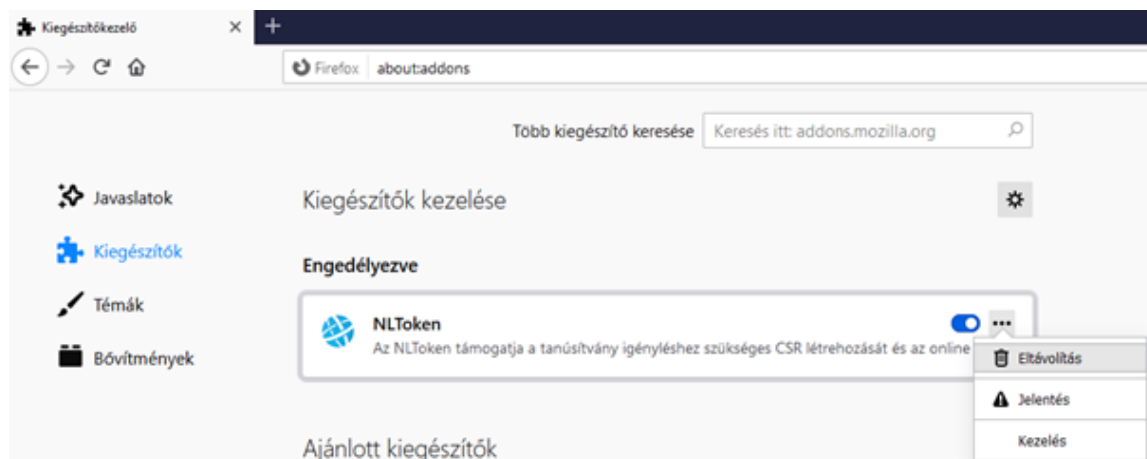 Kiegészítőkezelő
Firefox about:addons
Több kiegészítő keresése Keresés itt: addons.mozilla.org
Javaslatok
Kiegészítők kezelése
Kiegészítők
Engedélyezve
Témák
NLToken
Az NLToken támogatja a tanúsítvány igényléshez szükséges CSR létrehozását és az online
Bővítmények
Eltávolítás
Jelentés
Kezelés
Ajánlott kiegészítők